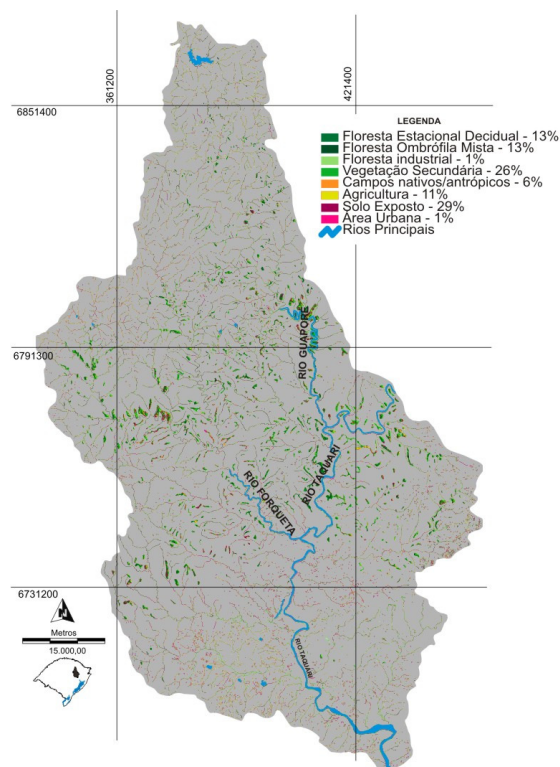 361200
421400
6851400
LEGENDA
Floresta Estacional Decidual - 13%
Floresta Ombrófila Mista - 13%
Floresta industrial - 1%
Vegetação Secundária - 26%
Campos nativos/antrópicos - 6%
Agricultura - 11%
Solo Exposto - 29%
Área Urbana - 1%
Rios Principais
RIO GUAPORÉ
6791300
RIO TAQUARI
RIO FORQUETA
6731200
N
Metros
15.000,00
RIO TAQUARI